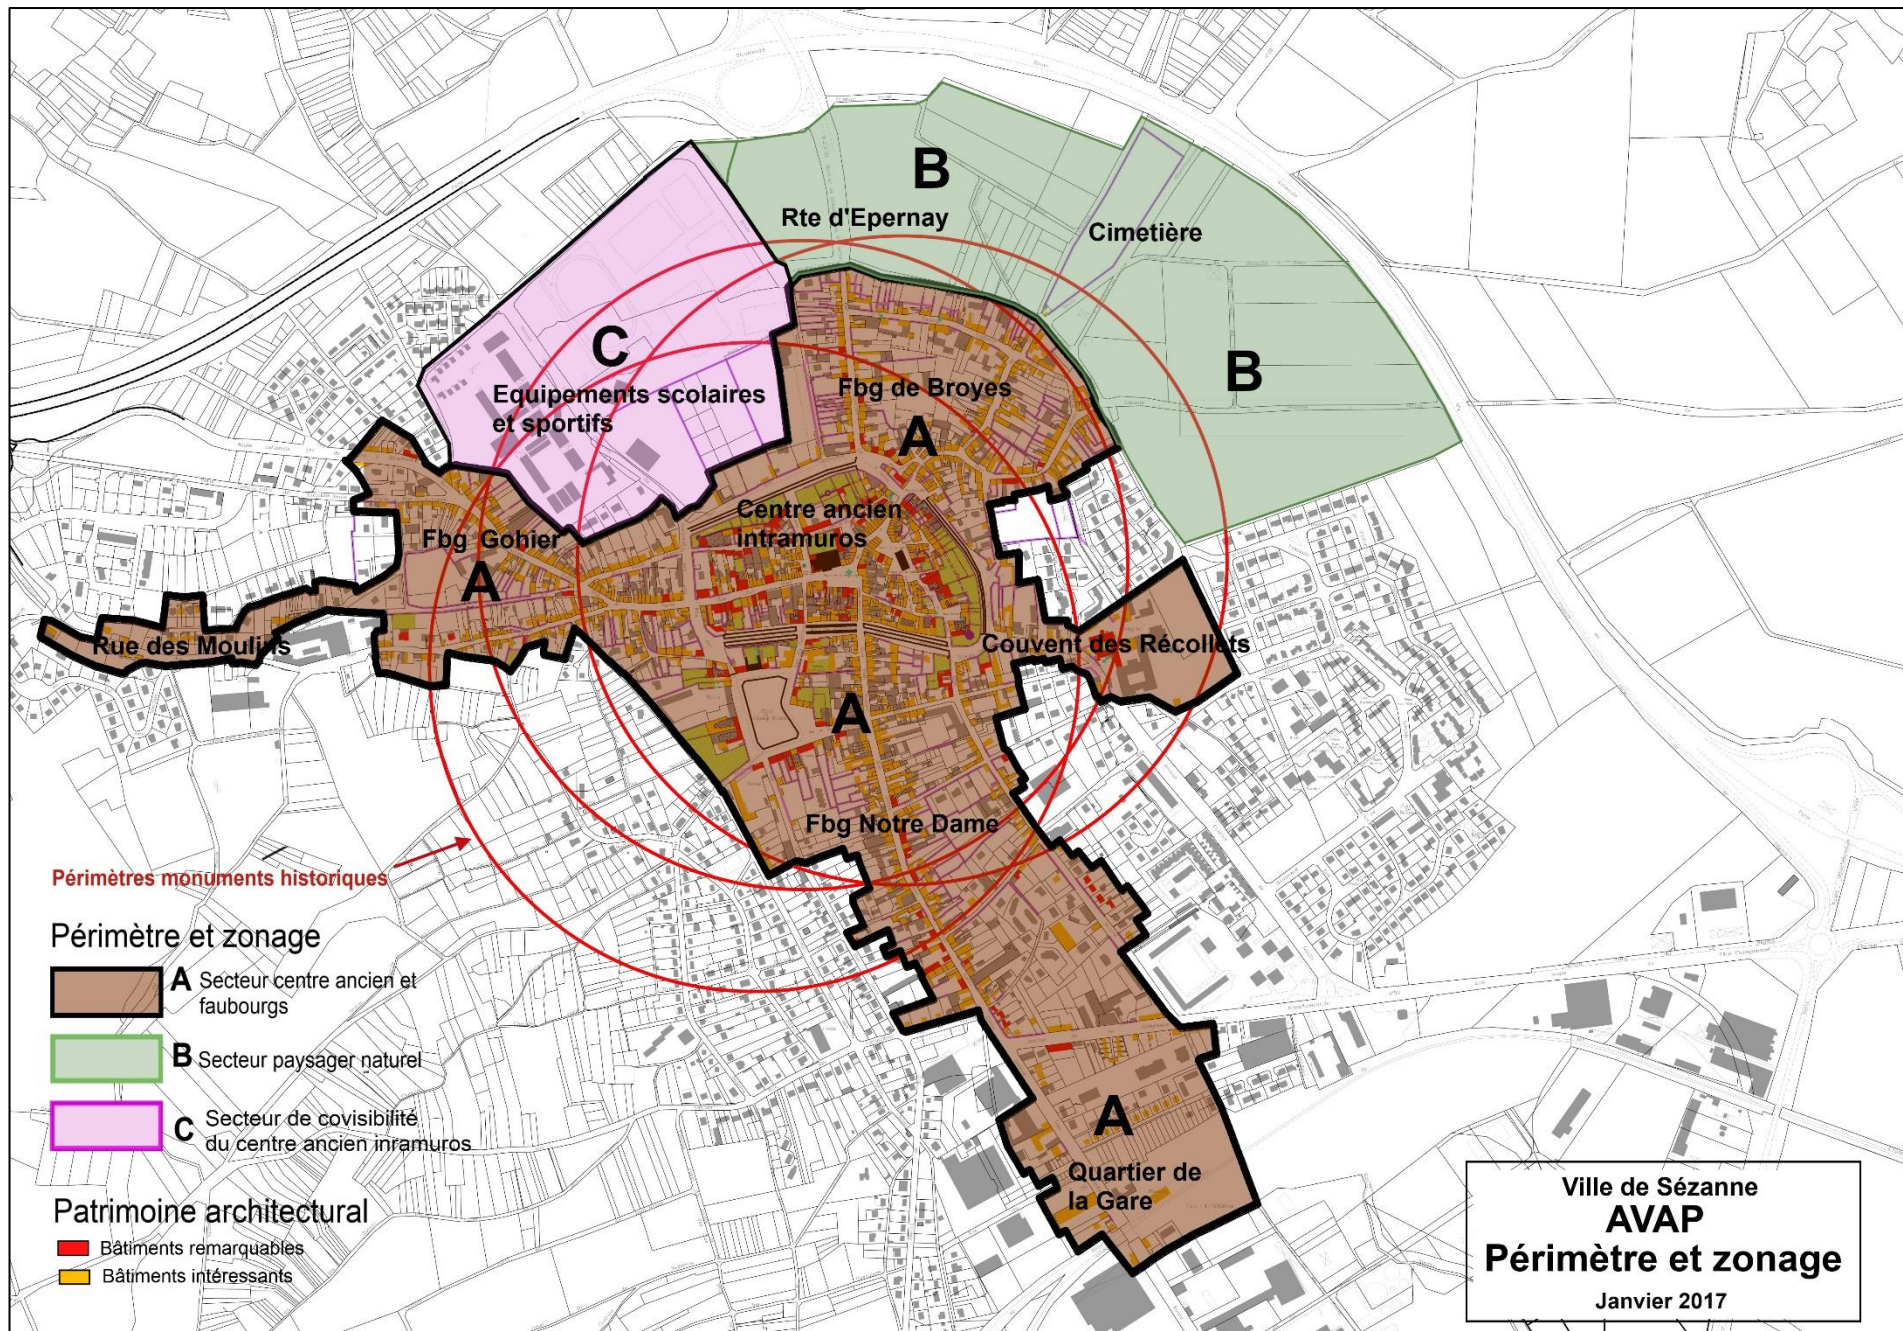 B
Rte d'Epernay
Cimetière
C
Equipements scolaires
et sportifs
B
Fbg de Broyes
A
Centre ancien
intramuros
Fbg Gohier
A
Rue des Moulins
Couvent des Récollets
A
Fbg Notre Dame
Périmètres monuments historiques
A
Quartier de
la Gare
Périmètre et zonage
A Secteur centre ancien et
faubourgs
B Secteur paysager naturel
C Secteur de covisibilité
du centre ancien inramuros
Patrimoine architectural
Bâtiments remarquables
Bâtiments intéressants
Ville de Sézanne
AVAP
Périmètre et zonage
Janvier 2017